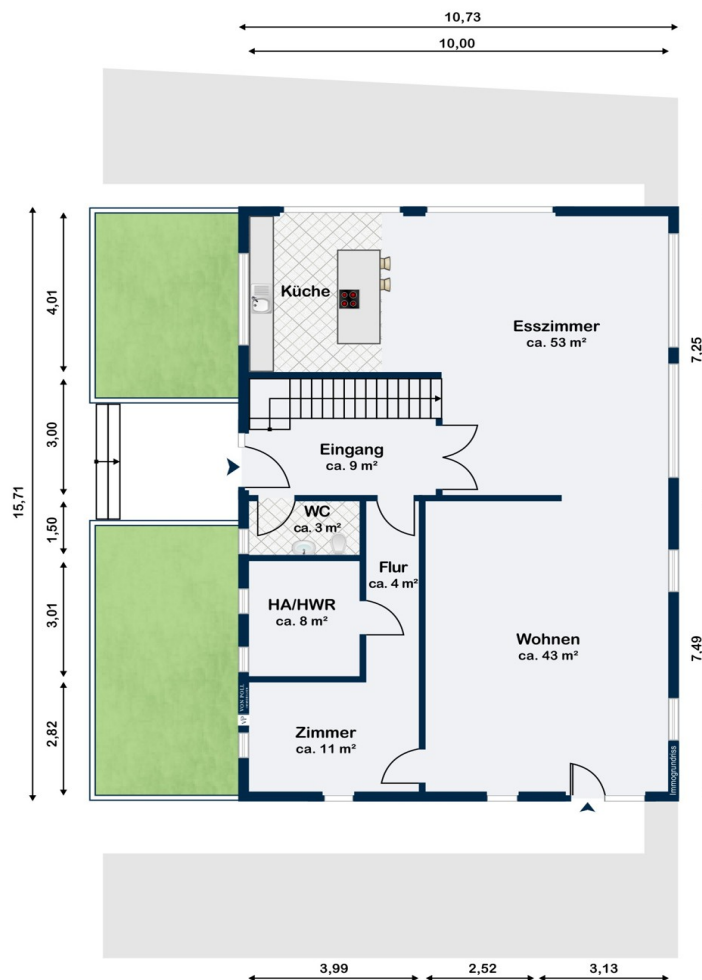 10,73
10,00
4,01
Küche
Esszimmer
ca. 53 m²
7.25
3,00
Eingang
ca. 9 m²
15,71
1,50
WC
ca. 3 m²
Flur
ca. 4 m²
3,01
HA/HWR
ca. 8 m²
Wohnen
ca. 43 m²
7.49
VON POLL
VP
2,82
Zimmer
ca. 11 m²
Immogrundriss
3,99
2,52
3,13